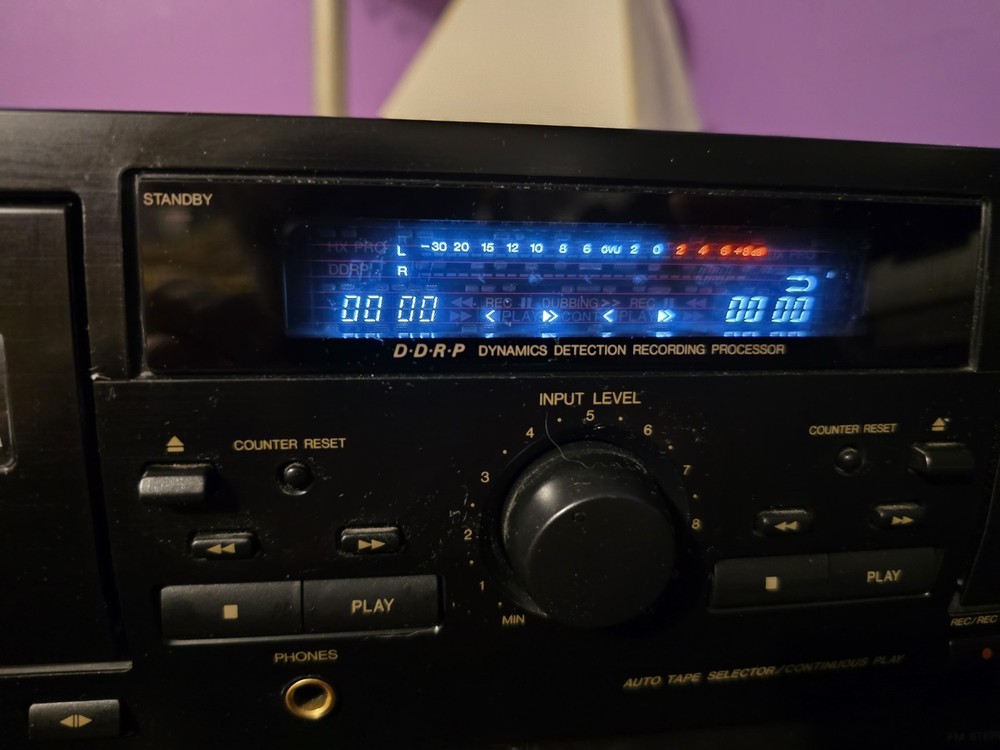 STANDBY
HX PRO L -30 20 15 12 10 8 6 0VU 2 0 2 4 6 +8dB HX PRO
DDRP R
00 00 REC DUBBING >> REC 00 00
PLAY CONT PLAY
D·D·R·P DYNAMICS DETECTION RECORDING PROCESSOR
INPUT LEVEL
COUNTER RESET
COUNTER RESET
MIN 1 2 3 4 5 6 7 8
PLAY
PLAY
PHONES
REC/REC
AUTO TAPE SELECTOR/CONTINUOUS PLAY